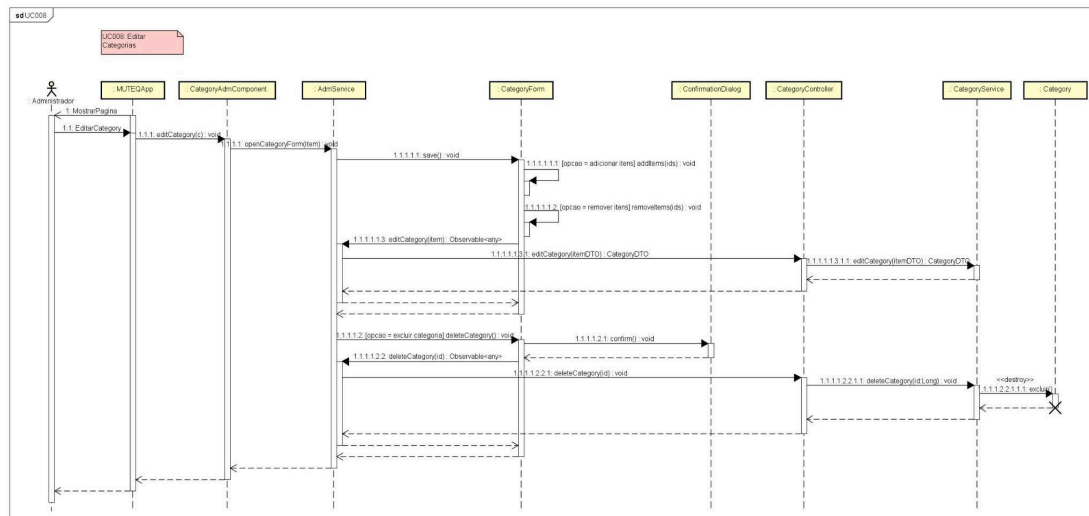 sd UC008
UC008: Editar
Categorias
: Administrador
: MUTEQApp
: CategoryAdmComponent
: AdmService
: CategoryForm
: ConfirmationDialog
: CategoryController
: CategoryService
: Category
1: MostrarPagina
1.1: EditarCategory
1.1.1: editCategory(c) : void
1.1.1.1: openCategoryForm(item) : void
1.1.1.1.1: save() : void
1.1.1.1.1.1: [opcao = adicionar itens] addItems(ids) : void
1.1.1.1.1.2: [opcao = remover itens] removeItems(ids) : void
1.1.1.1.1.3: editCategory(item) : Observable<any>
1.1.1.1.1.3.1: editCategory(itemDTO) : CategoryDTO
1.1.1.1.1.3.1.1: editCategory(itemDTO) : CategoryDTO
1.1.1.1.2: [opcao = excluir categoria] deleteCategory() : void
1.1.1.1.2.1: confirm() : void
1.1.1.1.2.2: deleteCategory(id) : Observable<any>
1.1.1.1.2.2.1: deleteCategory(id) : void
1.1.1.1.2.2.1.1: deleteCategory(id:Long) : void
<<destroy>>
1.1.1.1.2.2.1.1.1: excluir()